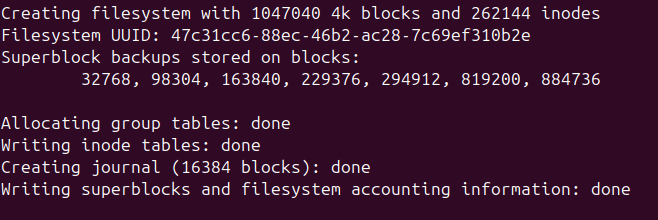 Creating filesystem with 1047040 4k blocks and 262144 inodes
Filesystem UUID: 47c31cc6-88ec-46b2-ac28-7c69ef310b2e
Superblock backups stored on blocks:
32768, 98304, 163840, 229376, 294912, 819200, 884736
Allocating group tables: done
Writing inode tables: done
Creating journal (16384 blocks): done
Writing superblocks and filesystem accounting information: done